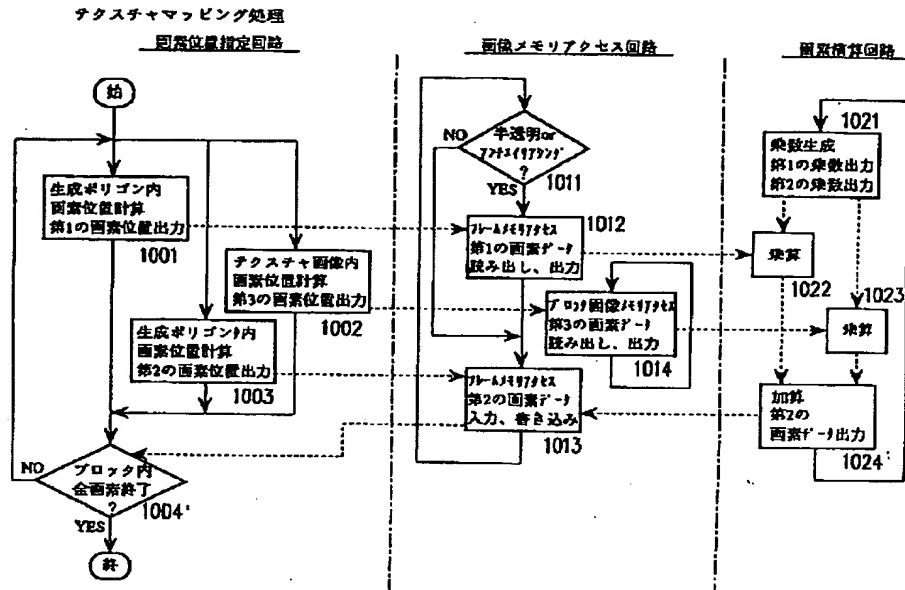 テクスチャマッピング処理
画素位置指定回路
画像メモリアクセス回路
画素演算回路
始
生成ポリゴン内
画素位置計算
第1の画素位置出力
1001
テクスチャ画像内
画素位置計算
第3の画素位置出力
1002
生成ポリゴン内
画素位置計算
第2の画素位置出力
1003
NO
ブロック内
全画素終了
?
1004
YES
終
NO
半透明or
アンチエイリアシング
?
1011
YES
1012
フレームメモリアクセス
第1の画素データ
読み出し、出力
ブロック画像メモリアクセス
第3の画素データ
読み出し、出力
1014
フレームメモリアクセス
第2の画素データ
入力、書き込み
1013
1021
乗数生成
第1の乗数出力
第2の乗数出力
乗算
1022
1023
乗算
加算
第2の
画素データ出力
1024